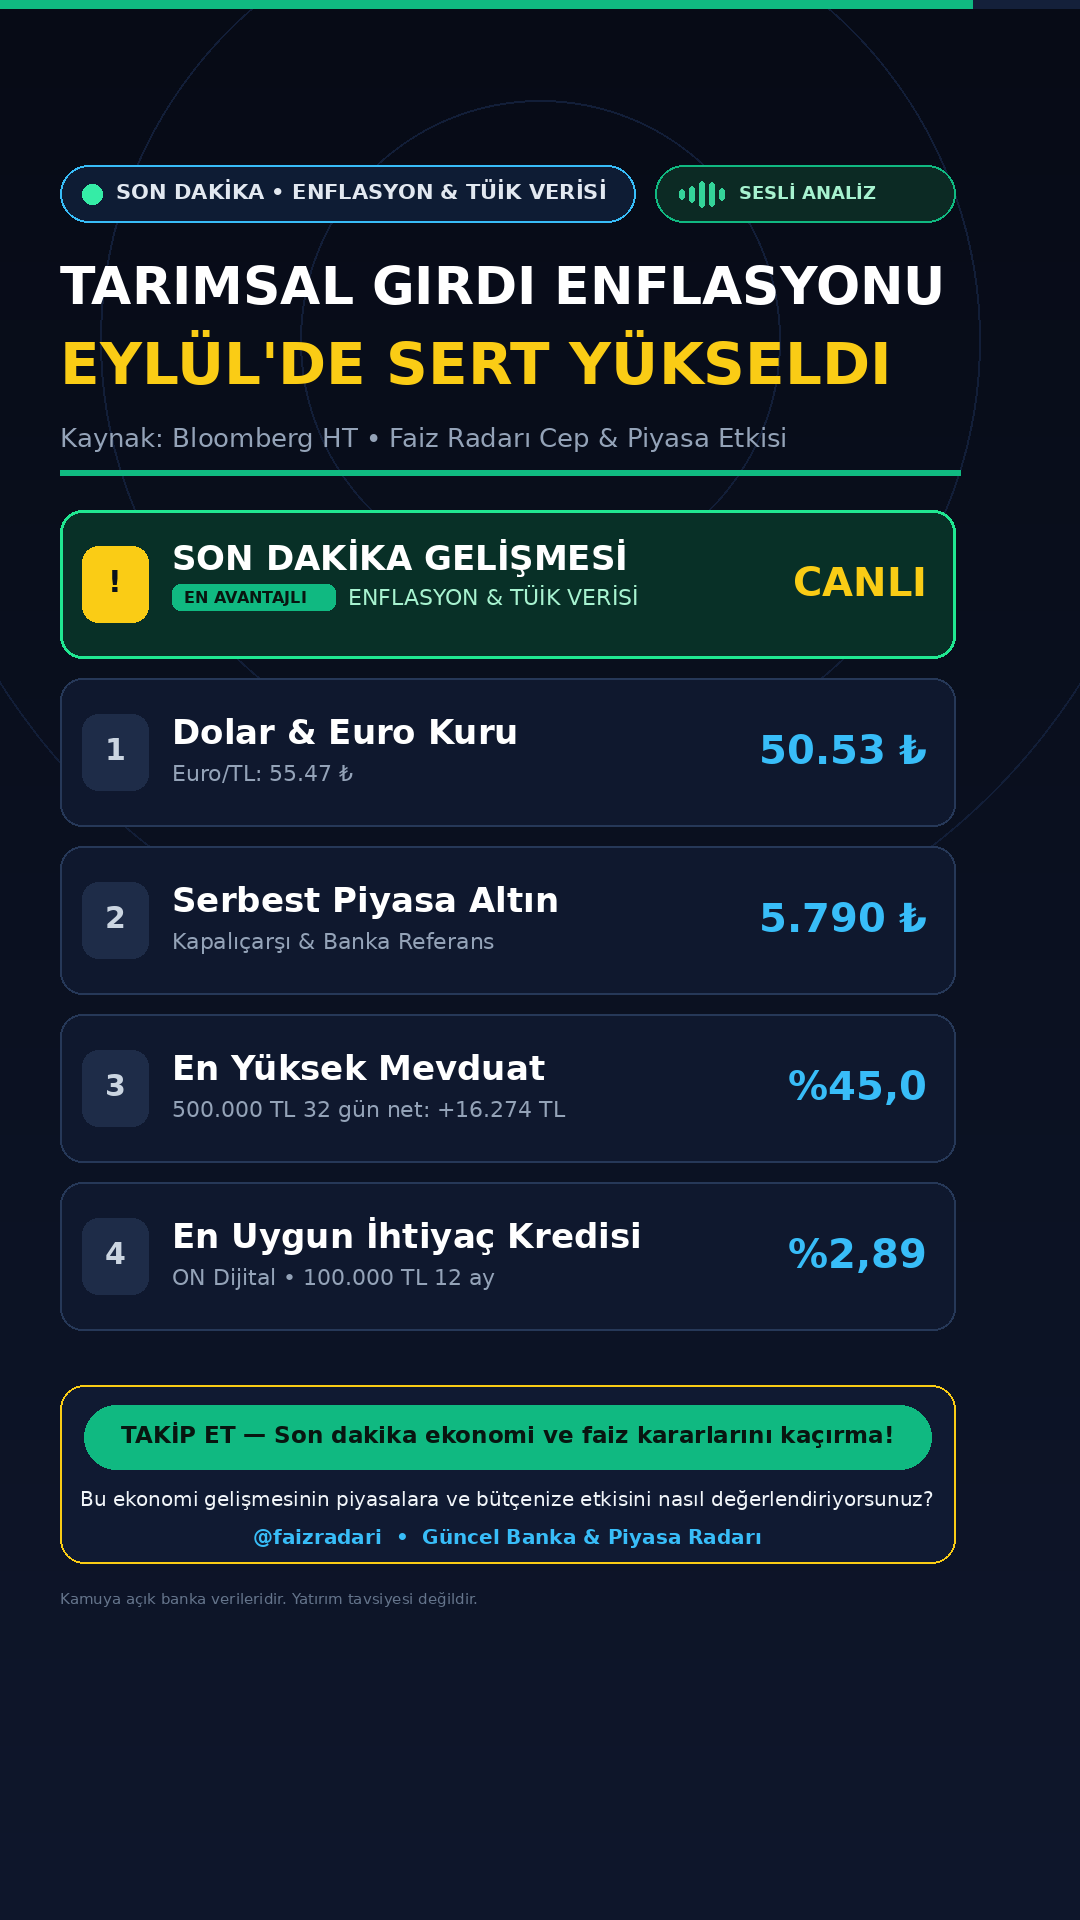 SON DAKİKA • ENFLASYON & TÜİK VERİSİ
SESLİ ANALİZ
TARIMSAL GIRDI ENFLASYONU
EYLÜL'DE SERT YÜKSELDI
Kaynak: Bloomberg HT • Faiz Radarı Cep & Piyasa Etkisi
!
SON DAKİKA GELİŞMESİ
EN AVANTAJLI
ENFLASYON & TÜİK VERİSİ
CANLI
1
Dolar & Euro Kuru
Euro/TL: 55.47 ₺
50.53 ₺
2
Serbest Piyasa Altın
Kapalıçarşı & Banka Referans
5.790 ₺
3
En Yüksek Mevduat
500.000 TL 32 gün net: +16.274 TL
%45,0
4
En Uygun İhtiyaç Kredisi
ON Dijital • 100.000 TL 12 ay
%2,89
TAKİP ET — Son dakika ekonomi ve faiz kararlarını kaçırma!
Bu ekonomi gelişmesinin piyasalara ve bütçenize etkisini nasıl değerlendiriyorsunuz?
@faizradari • Güncel Banka & Piyasa Radarı
Kamuya açık banka verileridir. Yatırım tavsiyesi değildir.